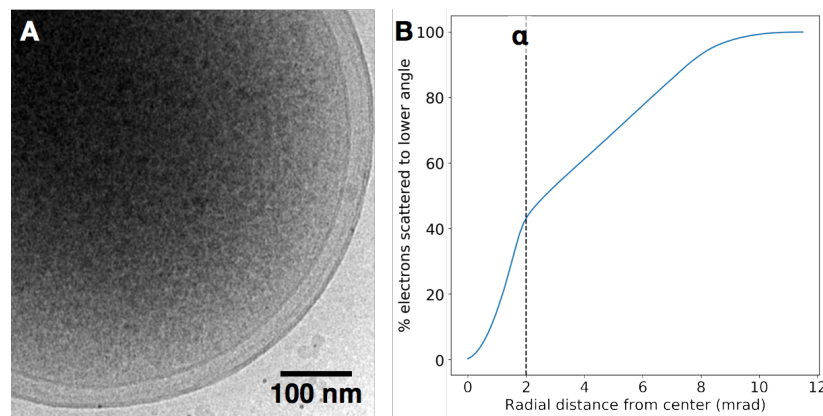 A
100 nm
B
α
% electrons scattered to lower angle
100
80
60
40
20
0
0 2 4 6 8 10 12
Radial distance from center (mrad)